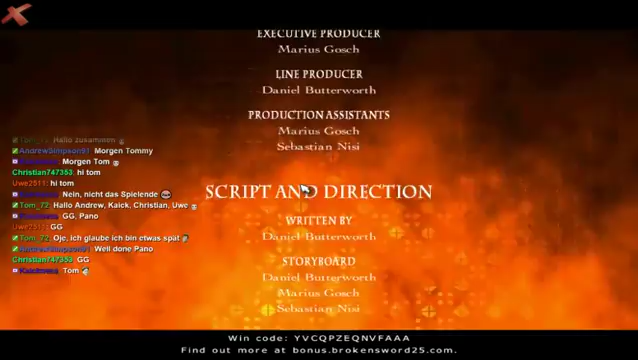 EXECUTIVE PRODUCER
Marius Gosch
LINE PRODUCER
Daniel Butterworth
PRODUCTION ASSISTANTS
Marius Gosch
Sebastian Nisi
SCRIPT AND DIRECTION
WRITTEN BY
Daniel Butterworth
STORYBOARD
Daniel Butterworth
Marius Gosch
Sebastian Nisi
Tom_72: Hallo zusammen
AndrewSimpson91: Morgen Tommy
Morgen Tom
Christian747353: hi tom
Uwe2511: hi tom
Nein, nicht das Spielende
Tom_72: Hallo Andrew, Kaick, Christian, Uwe
GG, Pano
Uwe2511: GG
Tom_72: Oje, ich glaube ich bin etwas spät
AndrewSimpson91: Well done Pano
Christian747353: GG
Tom
Win code: YVCQPZEQNVFAAA
Find out more at bonus.brokensword25.com.